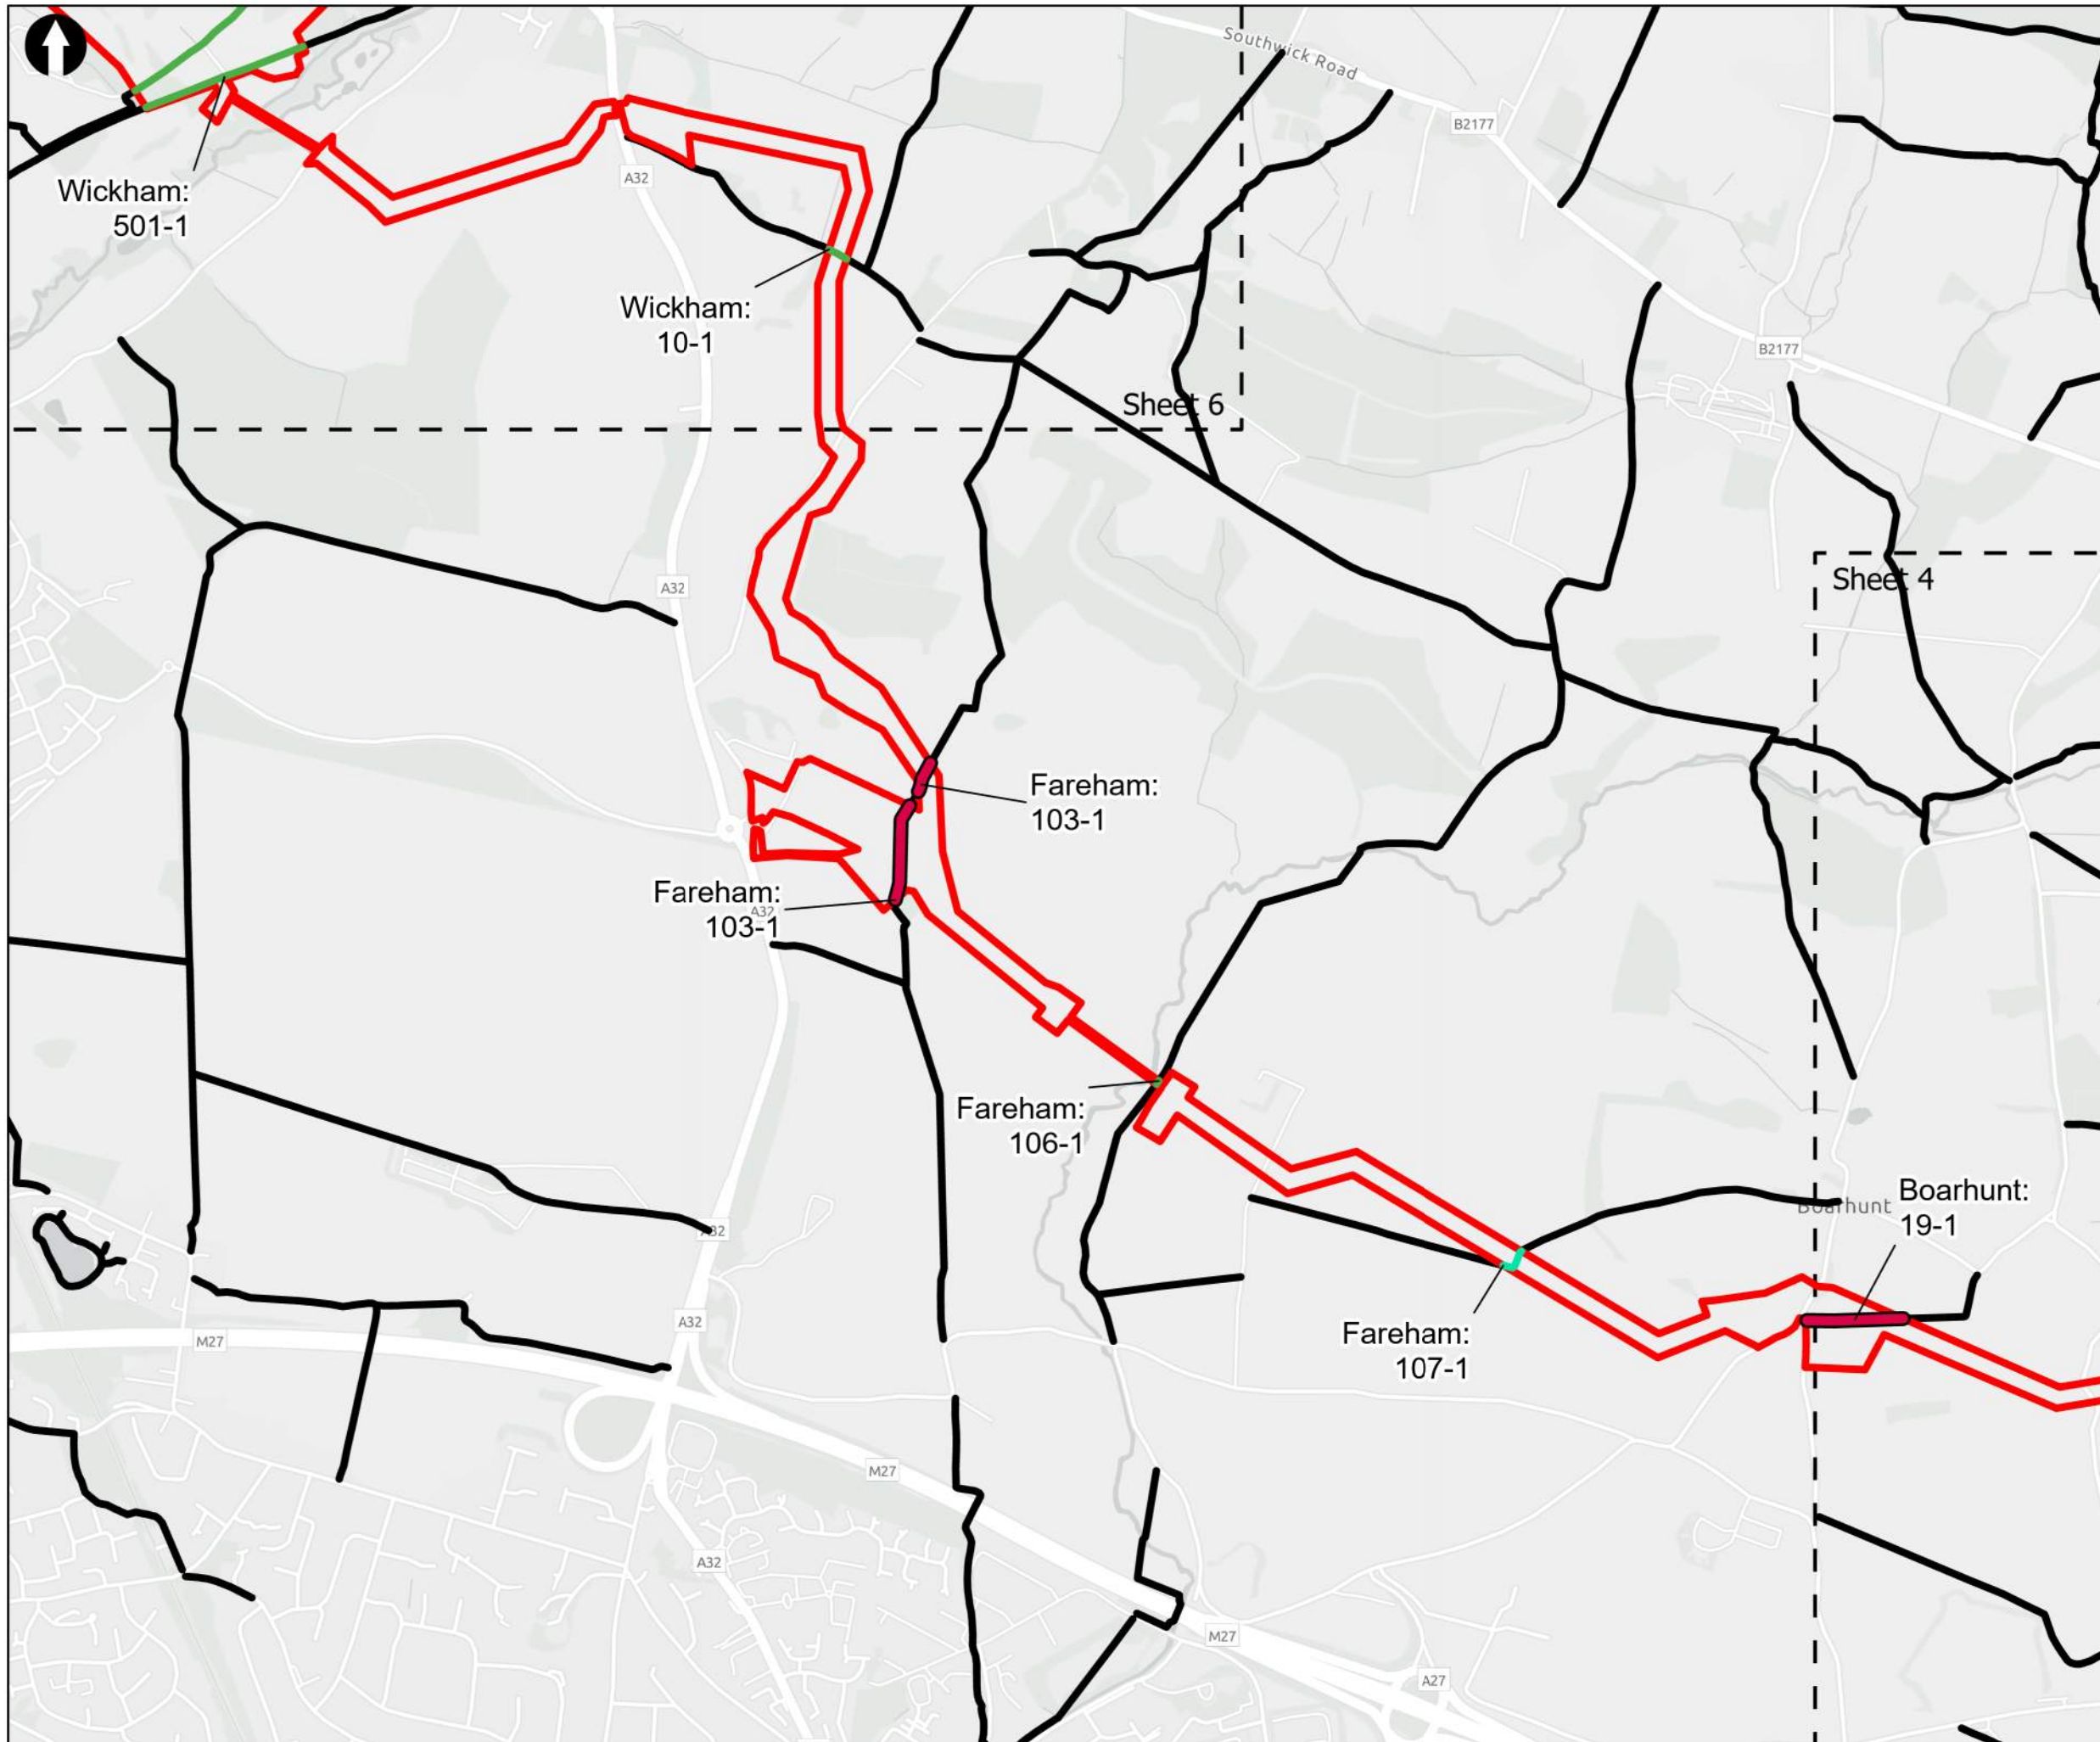 Southwick Road
B2177
A32
Wickham:
501-1
Wickham:
10-1
B2177
Sheet 6
Sheet 4
A32
Fareham:
103-1
Fareham:
103-1
A32
Fareham:
106-1
Boarhunt:
19-1
Boarhunt
A32
A32
M27
Fareham:
107-1
M27
A32
M27
A27